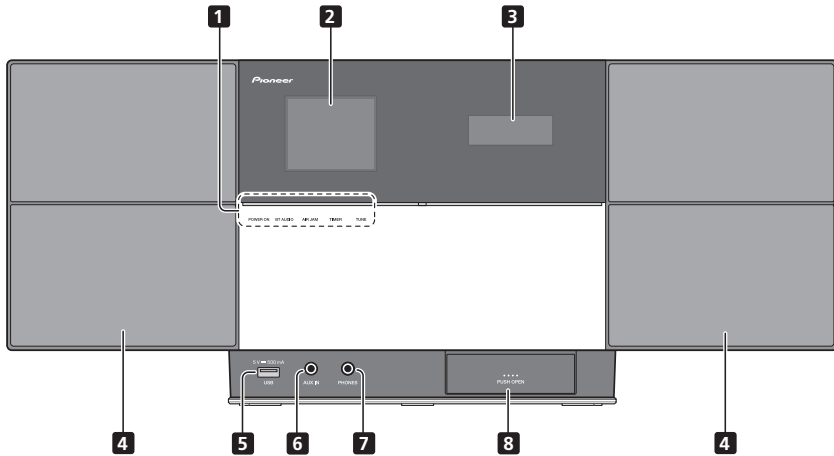 1 2 3
Pioneer
POWER ON BT AUDIO AIR JAM TIMER TUNE
5 V ⎓ 500 mA
USB AUX IN PHONES PUSH OPEN
4 5 6 7 8 4